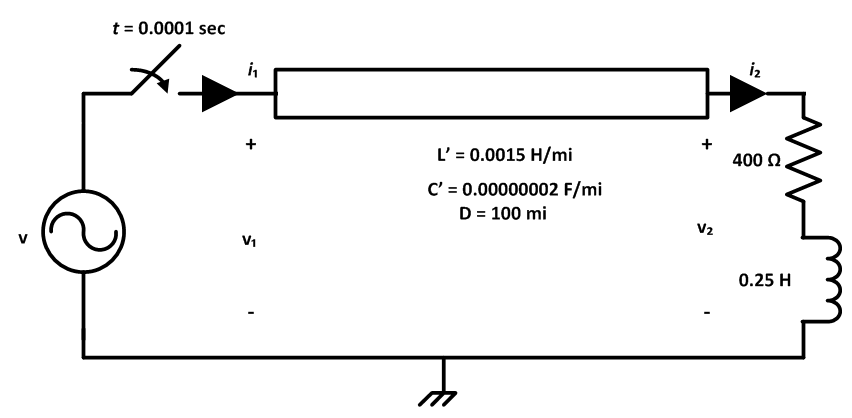 t = 0.0001 sec
i₁
i₂
+
+
L' = 0.0015 H/mi
400 Ω
C' = 0.00000002 F/mi
D = 100 mi
v
v₁
v₂
0.25 H
-
-